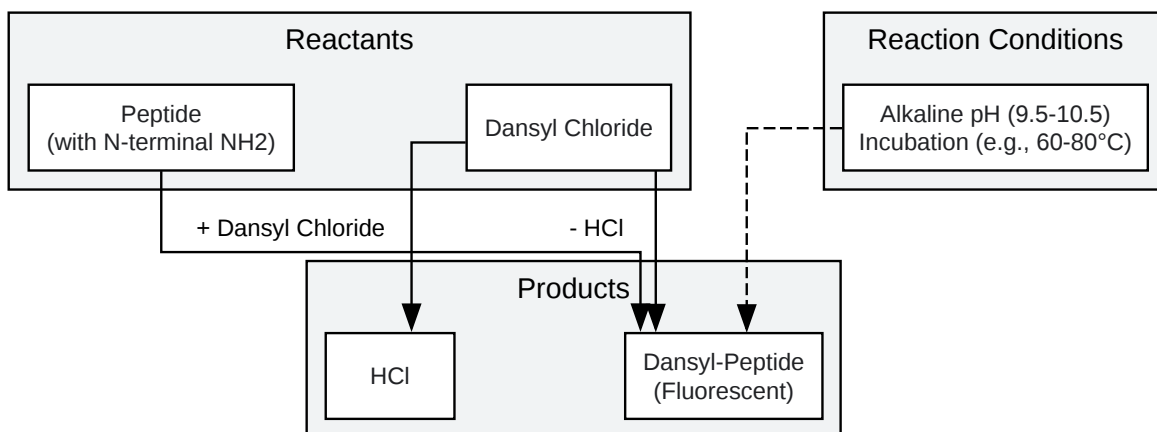 Reactants
Reaction Conditions
Peptide
(with N-terminal NH2)
Dansyl Chloride
Alkaline pH (9.5-10.5)
Incubation (e.g., 60-80°C)
+ Dansyl Chloride
- HCl
Products
HCl
Dansyl-Peptide
(Fluorescent)